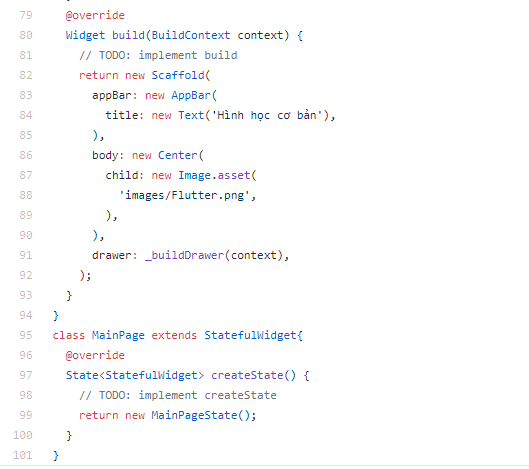 79 @override
80 Widget build(BuildContext context) {
81 // TODO: implement build
82 return new Scaffold(
83 appBar: new AppBar(
84 title: new Text('Hình học cơ bản'),
85 ),
86 body: new Center(
87 child: new Image.asset(
88 'images/Flutter.png',
89 ),
90 ),
91 drawer: _buildDrawer(context),
92 );
93 }
94 }
95 class MainPage extends StatefulWidget{
96 @override
97 State<StatefulWidget> createState() {
98 // TODO: implement createState
99 return new MainPageState();
100 }
101 }